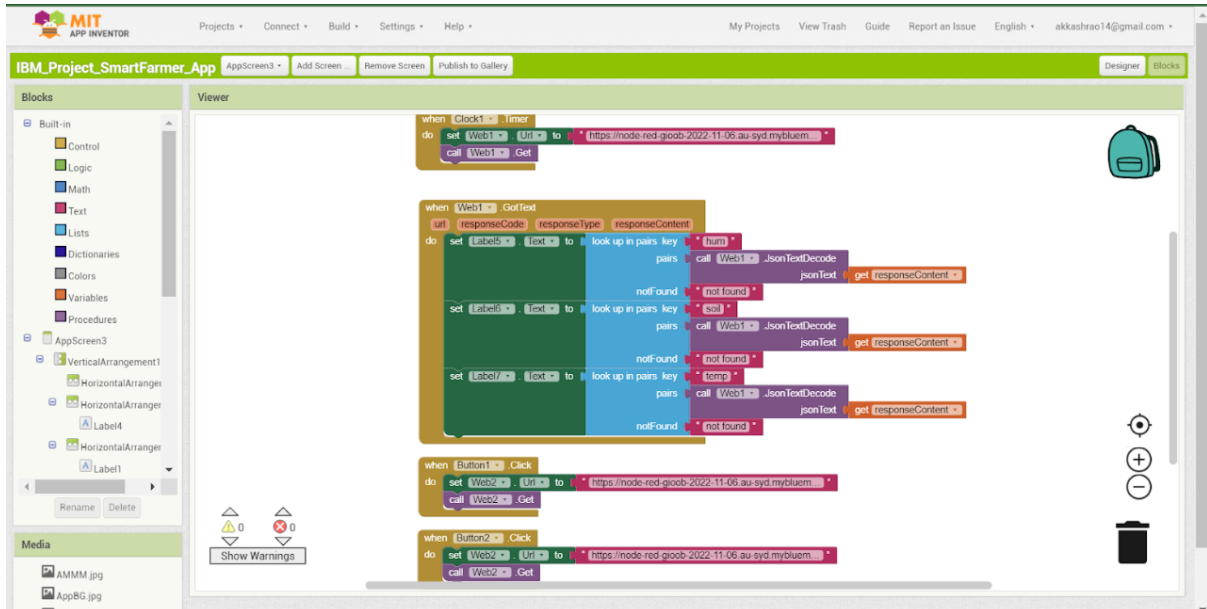 MIT
APP INVENTOR
Projects Connect Build Settings Help My Projects View Trash Guide Report an Issue English akkashrao14@gmail.com
IBM_Project_SmartFarmer_App AppScreen3 Add Screen ... Remove Screen Publish to Gallery Designer Blocks
Blocks
Built-in
Control
Logic
Math
Text
Lists
Dictionaries
Colors
Variables
Procedures
AppScreen3
VerticalArrangement1
HorizontalArranger
HorizontalArranger
Label4
HorizontalArranger
Label1
Rename Delete
Media
AMMM.jpg
AppBG.jpg
Viewer
when Clock1 .Timer
do set Web1 . Url to " https://node-red-gioob-2022-11-06.au-syd.mybluem... "
call Web1 .Get
when Web1 .GotText
url responseCode responseType responseContent
do set Label5 . Text to look up in pairs key " hum "
pairs call Web1 .JsonTextDecode
jsonText get responseContent
notFound " not found "
set Label6 . Text to look up in pairs key " soil "
pairs call Web1 .JsonTextDecode
jsonText get responseContent
notFound " not found "
set Label7 . Text to look up in pairs key " temp "
pairs call Web1 .JsonTextDecode
jsonText get responseContent
notFound " not found "
when Button1 .Click
do set Web2 . Url to " https://node-red-gioob-2022-11-06.au-syd.mybluem... "
call Web2 .Get
when Button2 .Click
do set Web2 . Url to " https://node-red-gioob-2022-11-06.au-syd.mybluem... "
call Web2 .Get
0 0
Show Warnings